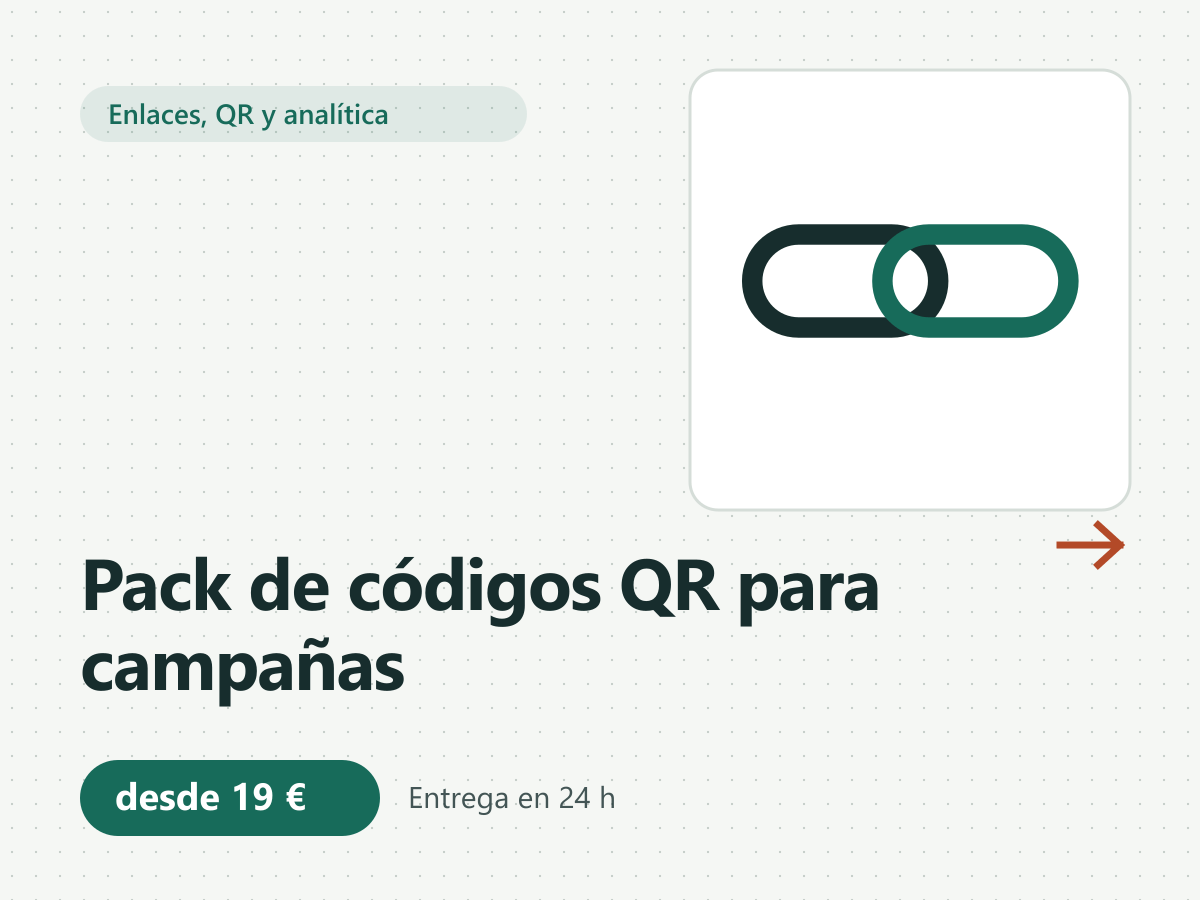 Enlaces, QR y analítica
Pack de códigos QR para
campañas
desde 19 €
Entrega en 24 h